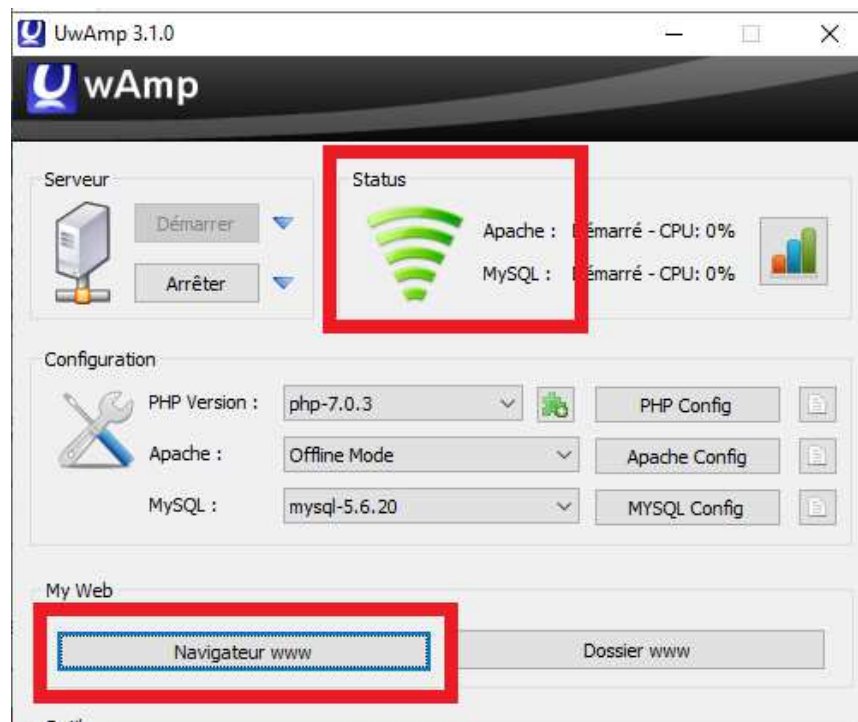 UwAmp 3.1.0
UwAmp
Serveur
Démarrer
Arrêter
Status
Apache : Démarré - CPU: 0%
MySQL : Démarré - CPU: 0%
Configuration
PHP Version : php-7.0.3 PHP Config
Apache : Offline Mode Apache Config
MySQL : mysql-5.6.20 MYSQL Config
My Web
Navigateur www Dossier www